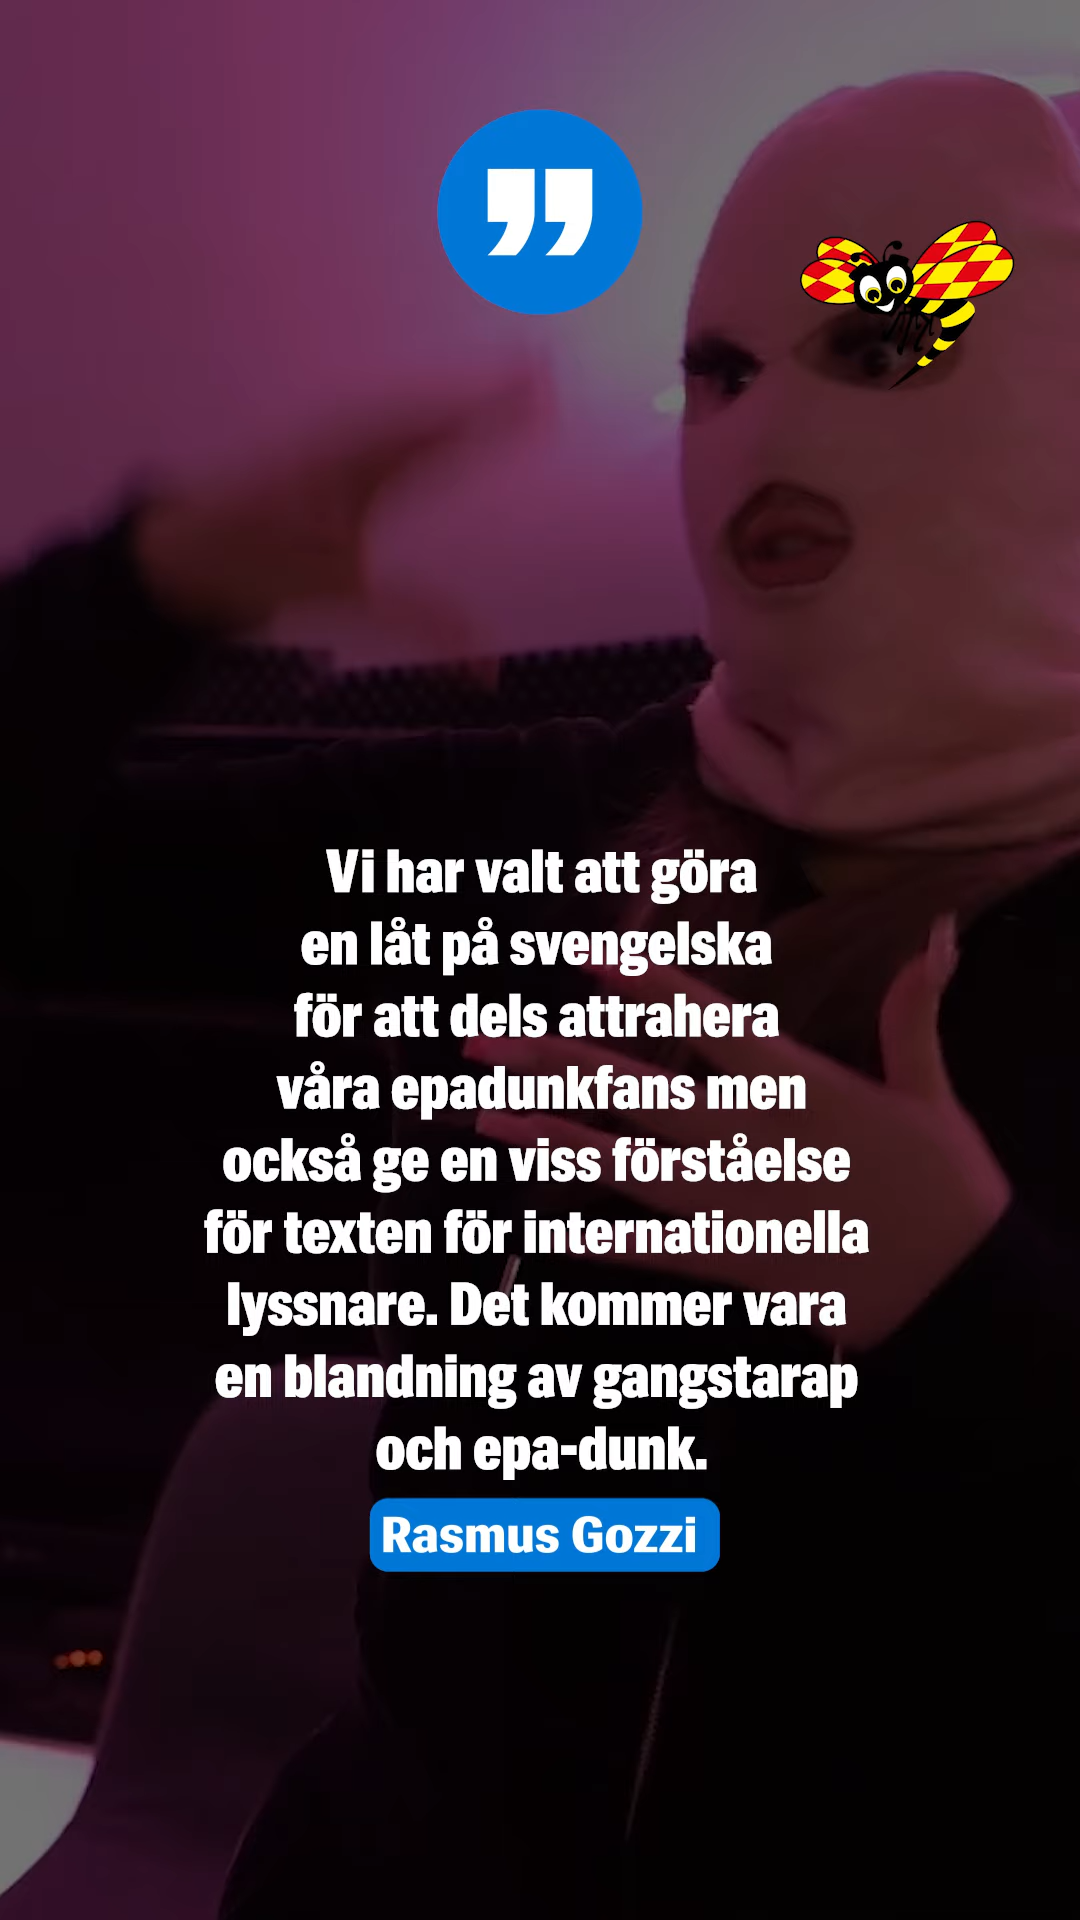 ”
Vi har valt att göra
en låt på svengelska
för att dels attrahera
våra epadunkfans men
också ge en viss förståelse
för texten för internationella
lyssnare. Det kommer vara
en blandning av gangstarap
och epa-dunk.
Rasmus Gozzi